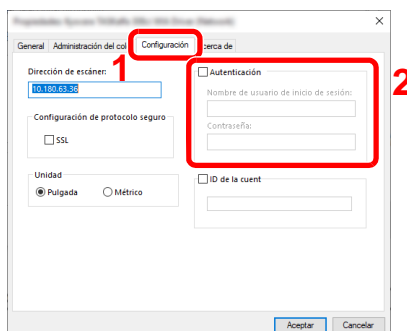 General
Administración del col
Configuración
cerca de
1
2
Dirección de escáner:
10.180.63.36
Configuración de protocolo seguro
SSL
Unidad
Pulgada
Métrico
Autenticación
Nombre de usuario de inicio de sesión:
Contraseña:
ID de la cuent
Aceptar
Cancelar